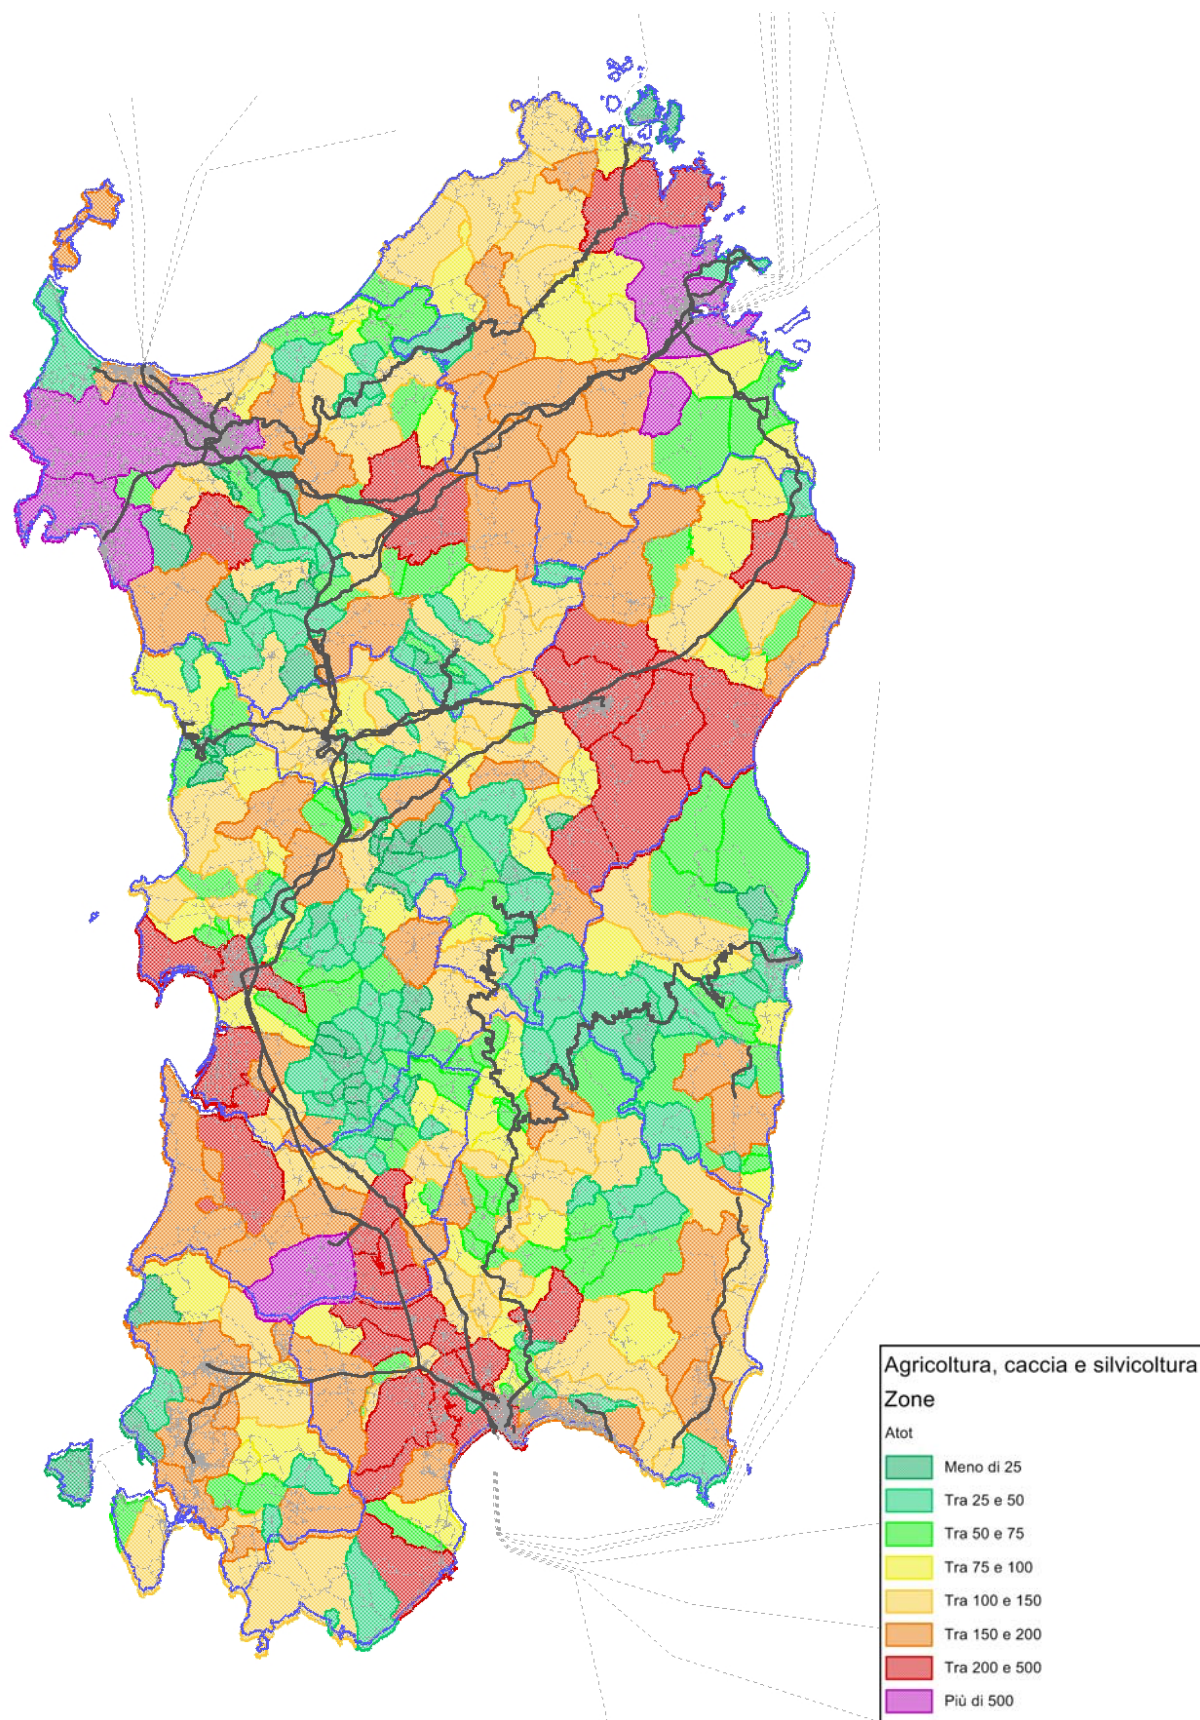 Agricoltura, caccia e silvicoltura
Zone
Atot
Meno di 25
Tra 25 e 50
Tra 50 e 75
Tra 75 e 100
Tra 100 e 150
Tra 150 e 200
Tra 200 e 500
Più di 500